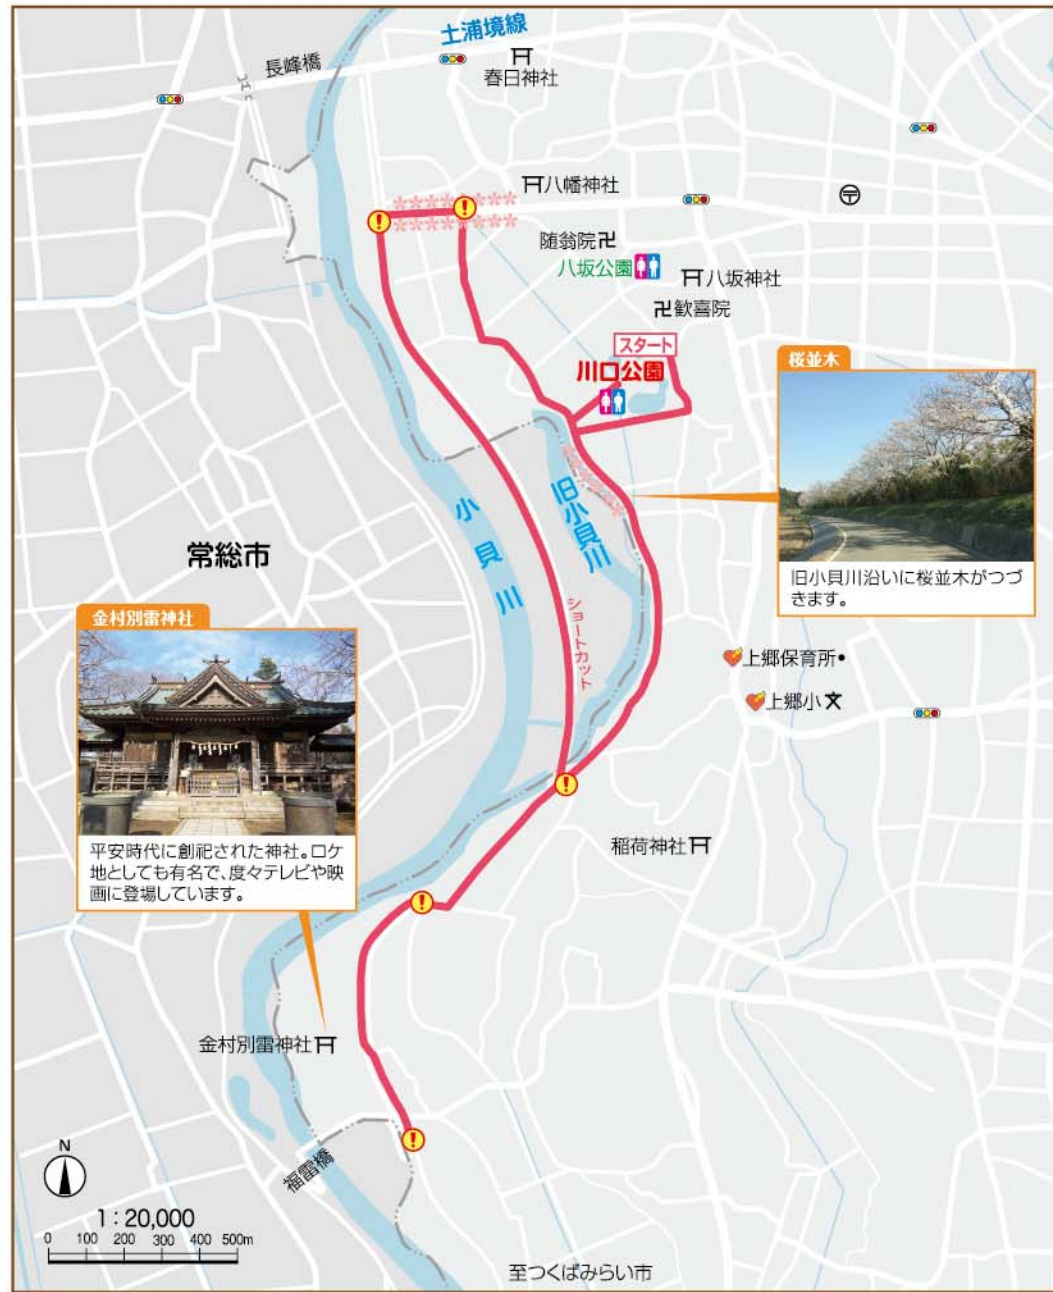 土浦境線
長峰橋
春日神社
八幡神社
随翁院
八坂公園
八坂神社
歓喜院
スタート
川口公園
桜並木
旧小貝川沿いに桜並木がつづ
きます。
旧小貝川
小貝川
常総市
ショートカット
金村別雷神社
平安時代に創祀された神社。ロケ
地としても有名で、度々テレビや映
画に登場しています。
上郷保育所
上郷小
文
稲荷神社
金村別雷神社
福雷橋
N
1:20,000
0 100 200 300 400 500m
至つくばみらい市